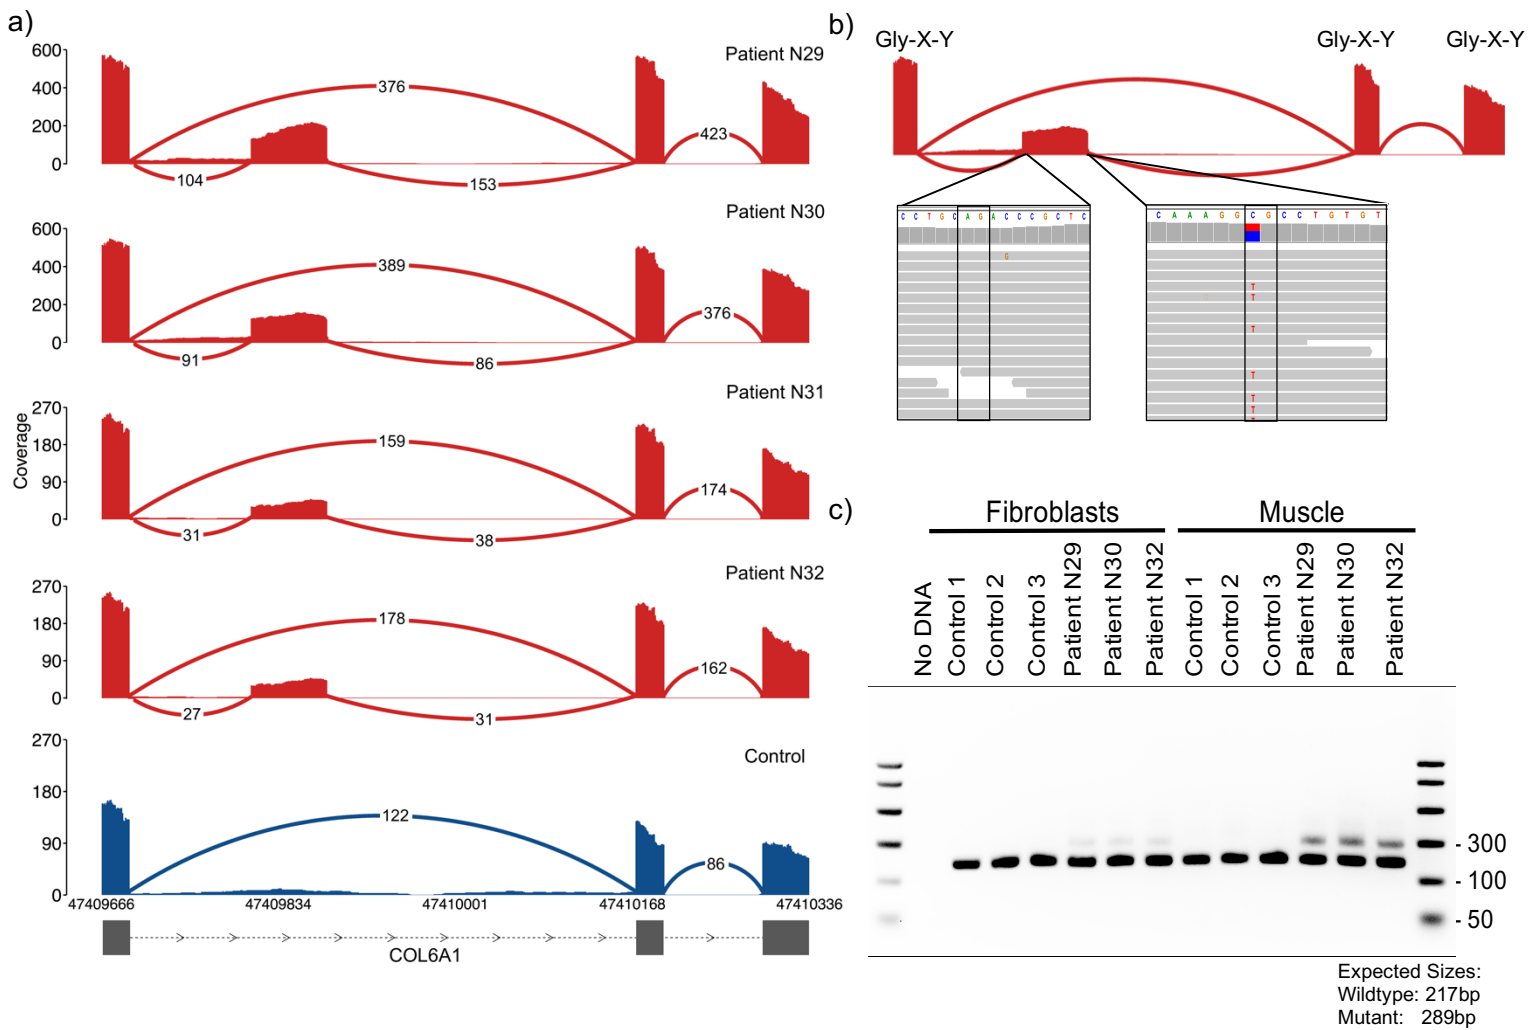 a)
Patient N29
600
400
200
0
376
423
104
153
Patient N30
600
400
200
0
389
376
91
86
Patient N31
270
180
90
0
Coverage
159
174
31
38
Patient N32
270
180
90
0
178
162
27
31
Control
270
180
90
0
122
86
47409666 47409834 47410001 47410168 47410336
COL6A1
b)
Gly-X-Y Gly-X-Y Gly-X-Y
C C T G C A G A C C C G C T C
G
C A A A G G C G C C T G T G T
T
T
T
T
T
T
c)
Fibroblasts Muscle
No DNA
Control 1
Control 2
Control 3
Patient N29
Patient N30
Patient N32
Control 1
Control 2
Control 3
Patient N29
Patient N30
Patient N32
- 300
- 100
- 50
Expected Sizes:
Wildtype: 217bp
Mutant: 289bp